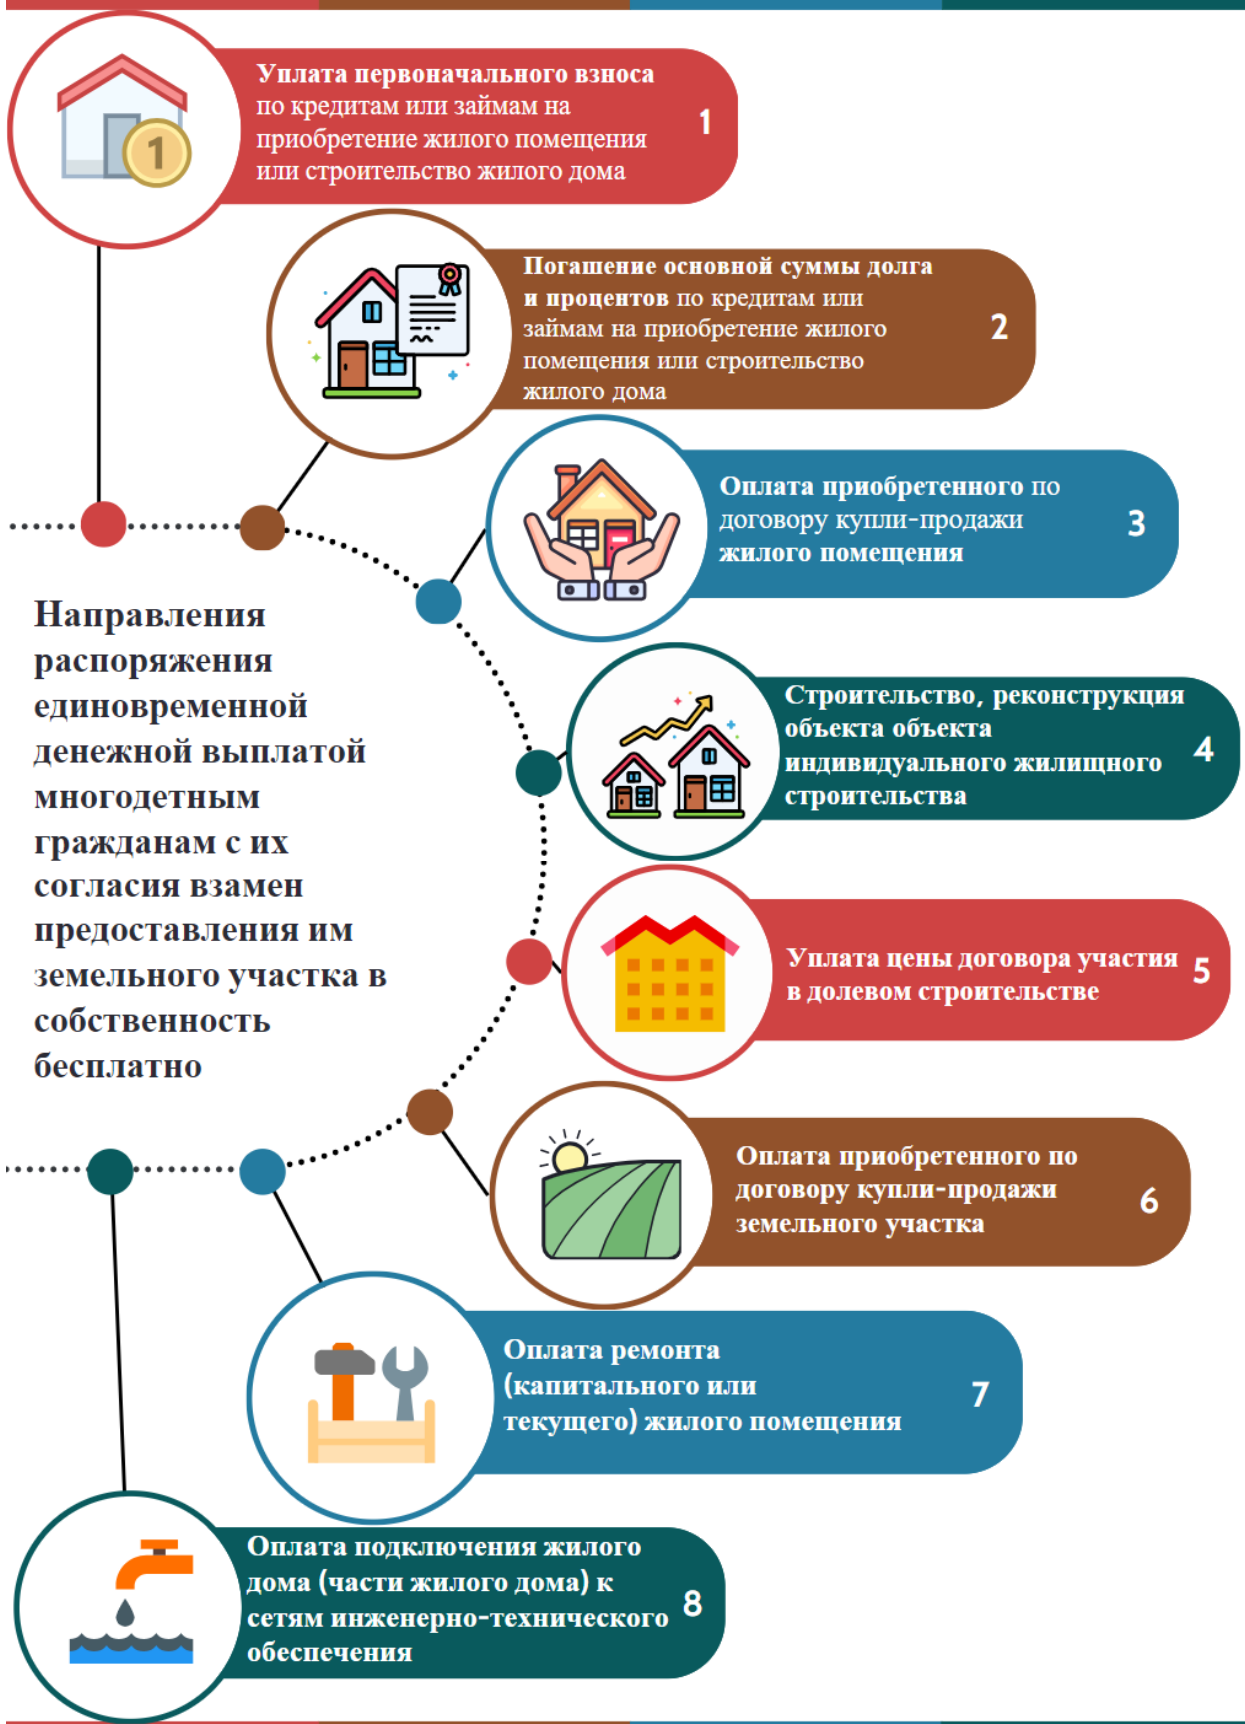 Уплата первоначального взноса
по кредитам или займам на
приобретение жилого помещения
или строительство жилого дома
1
1
Погашение основной суммы долга
и процентов по кредитам или
займам на приобретение жилого
помещения или строительство
жилого дома
2
Оплата приобретенного по
договору купли-продажи
жилого помещения
3
Направления
распоряжения
единовременной
денежной выплатой
многодетным
гражданам с их
согласия взамен
предоставления им
земельного участка в
собственность
бесплатно
Строительство, реконструкция
объекта объекта
индивидуального жилищного
строительства
4
Уплата цены договора участия
в долевом строительстве
5
Оплата приобретенного по
договору купли-продажи
земельного участка
6
Оплата ремонта
(капитального или
текущего) жилого помещения
7
Оплата подключения жилого
дома (части жилого дома) к
сетям инженерно-технического
обеспечения
8